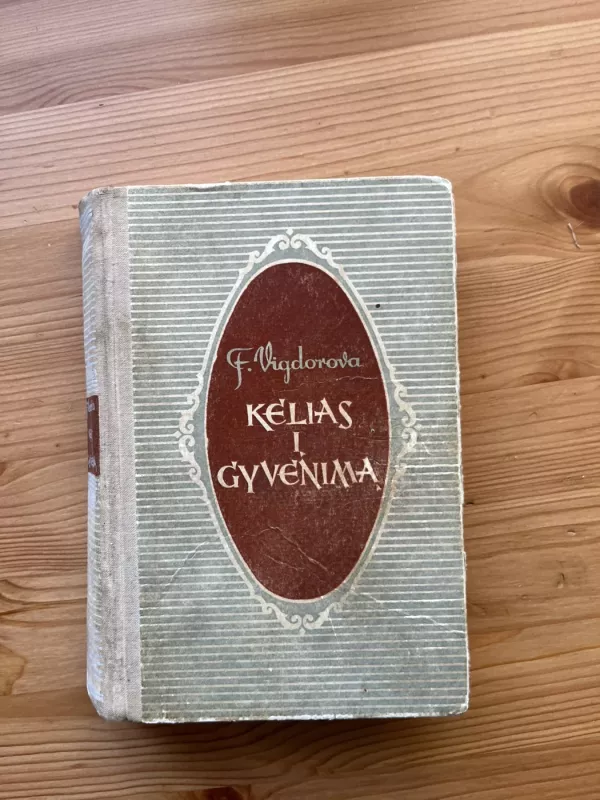 F. Vigdorova
KELIAS
Į
GYVENIMĄ